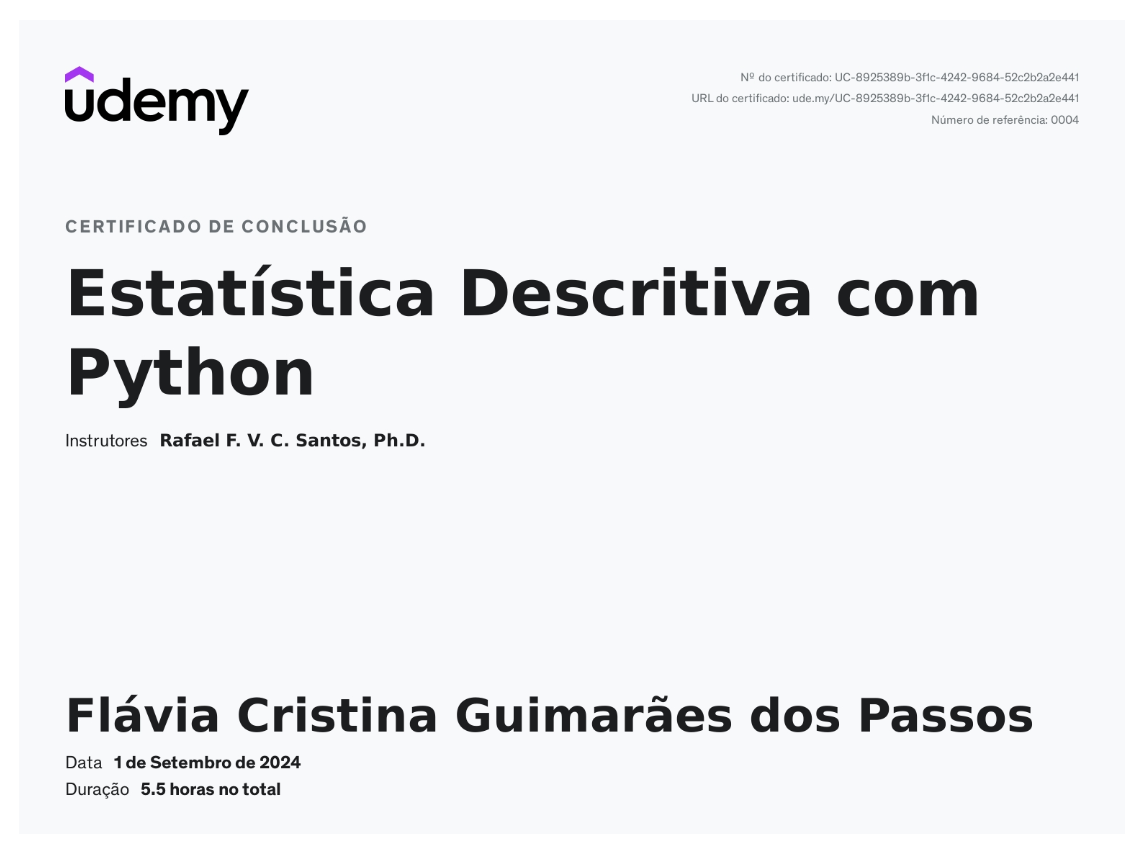 udemy
Nº do certificado: UC-8925389b-3f1c-4242-9684-52c2b2a2e441
URL do certificado: ude.my/UC-8925389b-3f1c-4242-9684-52c2b2a2e441
Número de referência: 0004
CERTIFICADO DE CONCLUSÃO
Estatística Descritiva com
Python
Instrutores Rafael F. V. C. Santos, Ph.D.
Flávia Cristina Guimarães dos Passos
Data 1 de Setembro de 2024
Duração 5.5 horas no total